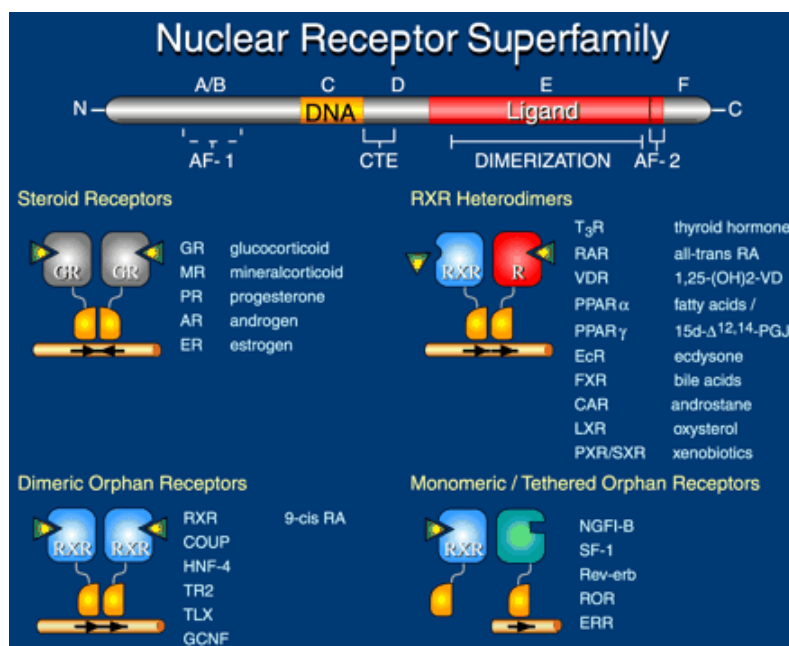 Nuclear Receptor Superfamily
A/B C D E F
N DNA Ligand C
AF-1 CTE DIMERIZATION AF-2
Steroid Receptors
GR GR
GR glucocorticoid
MR mineralcorticoid
PR progesterone
AR androgen
ER estrogen
RXR Heterodimers
RXR R
T₃R thyroid hormone
RAR all-trans RA
VDR 1,25-(OH)2-VD
PPARα fatty acids /
PPARγ 15d-Δ¹²,¹⁴-PGJ
EcR ecdysone
FXR bile acids
CAR androstane
LXR oxysterol
PXR/SXR xenobiotics
Dimeric Orphan Receptors
RXR RXR
RXR 9-cis RA
COUP
HNF-4
TR2
TLX
GCNF
Monomeric / Tethered Orphan Receptors
RXR
NGFI-B
SF-1
Rev-erb
ROR
ERR